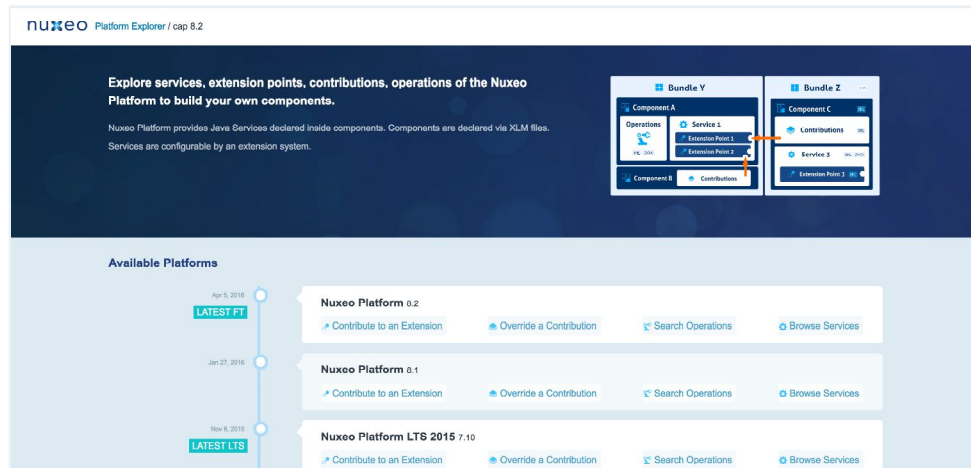 nuxeo Platform Explorer / cap 8.2
Explore services, extension points, contributions, operations of the Nuxeo
Platform to build your own components.
Nuxeo Platform provides Java Services declared inside components. Components are declared via XLM files.
Services are configurable by an extension system.
Bundle Y
Component A
Operations
Service 1
Extension Point 1
Extension Point 2
Component B
Contributions
Bundle Z
Component C
Contributions
Service 3
Extension Point 3
Available Platforms
Apr 5, 2016
LATEST FT
Nuxeo Platform 8.2
Contribute to an Extension Override a Contribution Search Operations Browse Services
Jan 27, 2016
Nuxeo Platform 8.1
Contribute to an Extension Override a Contribution Search Operations Browse Services
Nov 9, 2015
LATEST LTS
Nuxeo Platform LTS 2015 7.10
Contribute to an Extension Override a Contribution Search Operations Browse Services